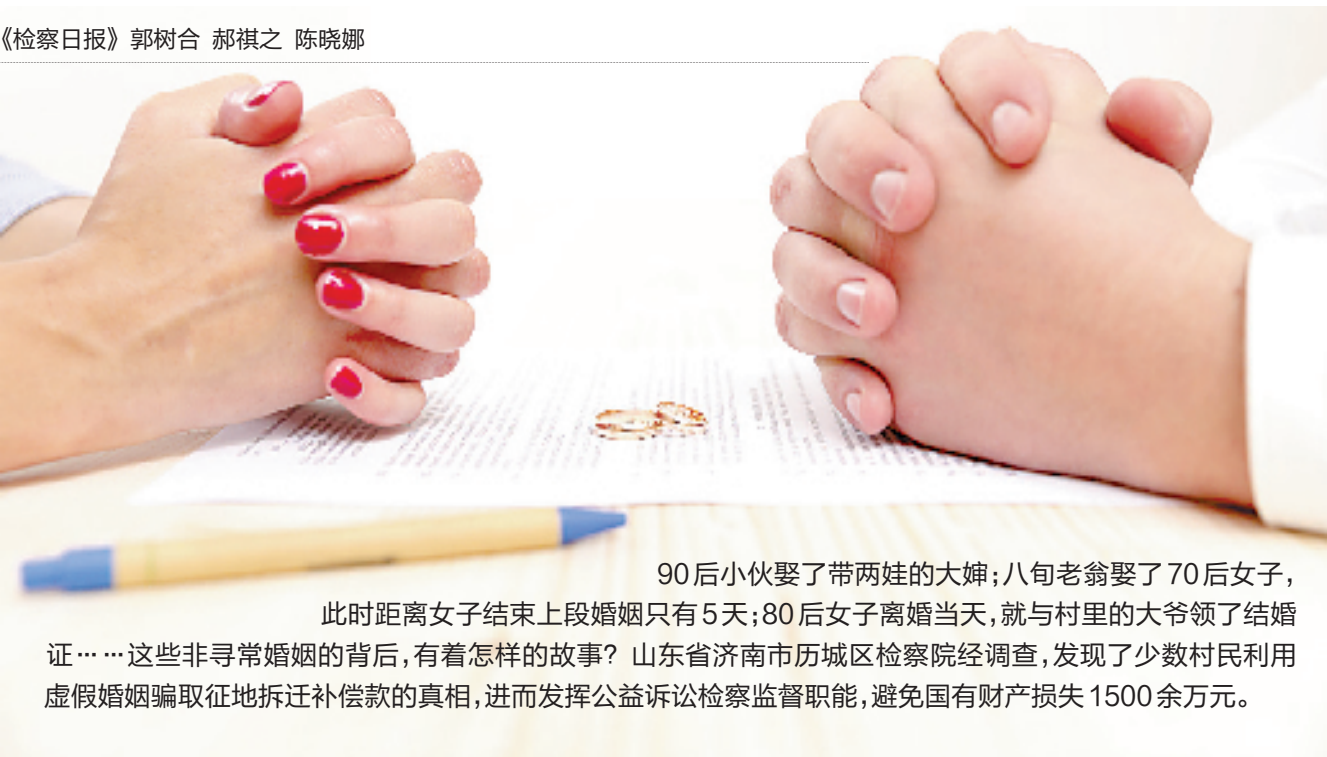 《检察日报》郭树合 郝祺之 陈晓娜
90后小伙娶了带两娃的大婶；八旬老翁娶了70后女子，
此时距离女子结束上段婚姻只有5天；80后女子离婚当天，就与村里的大爷领了结婚
证……这些非寻常婚姻的背后，有着怎样的故事？山东省济南市历城区检察院经调查，发现了少数村民利用
虚假婚姻骗取征地拆迁补偿款的真相，进而发挥公益诉讼检察监督职能，避免国有财产损失1500余万元。